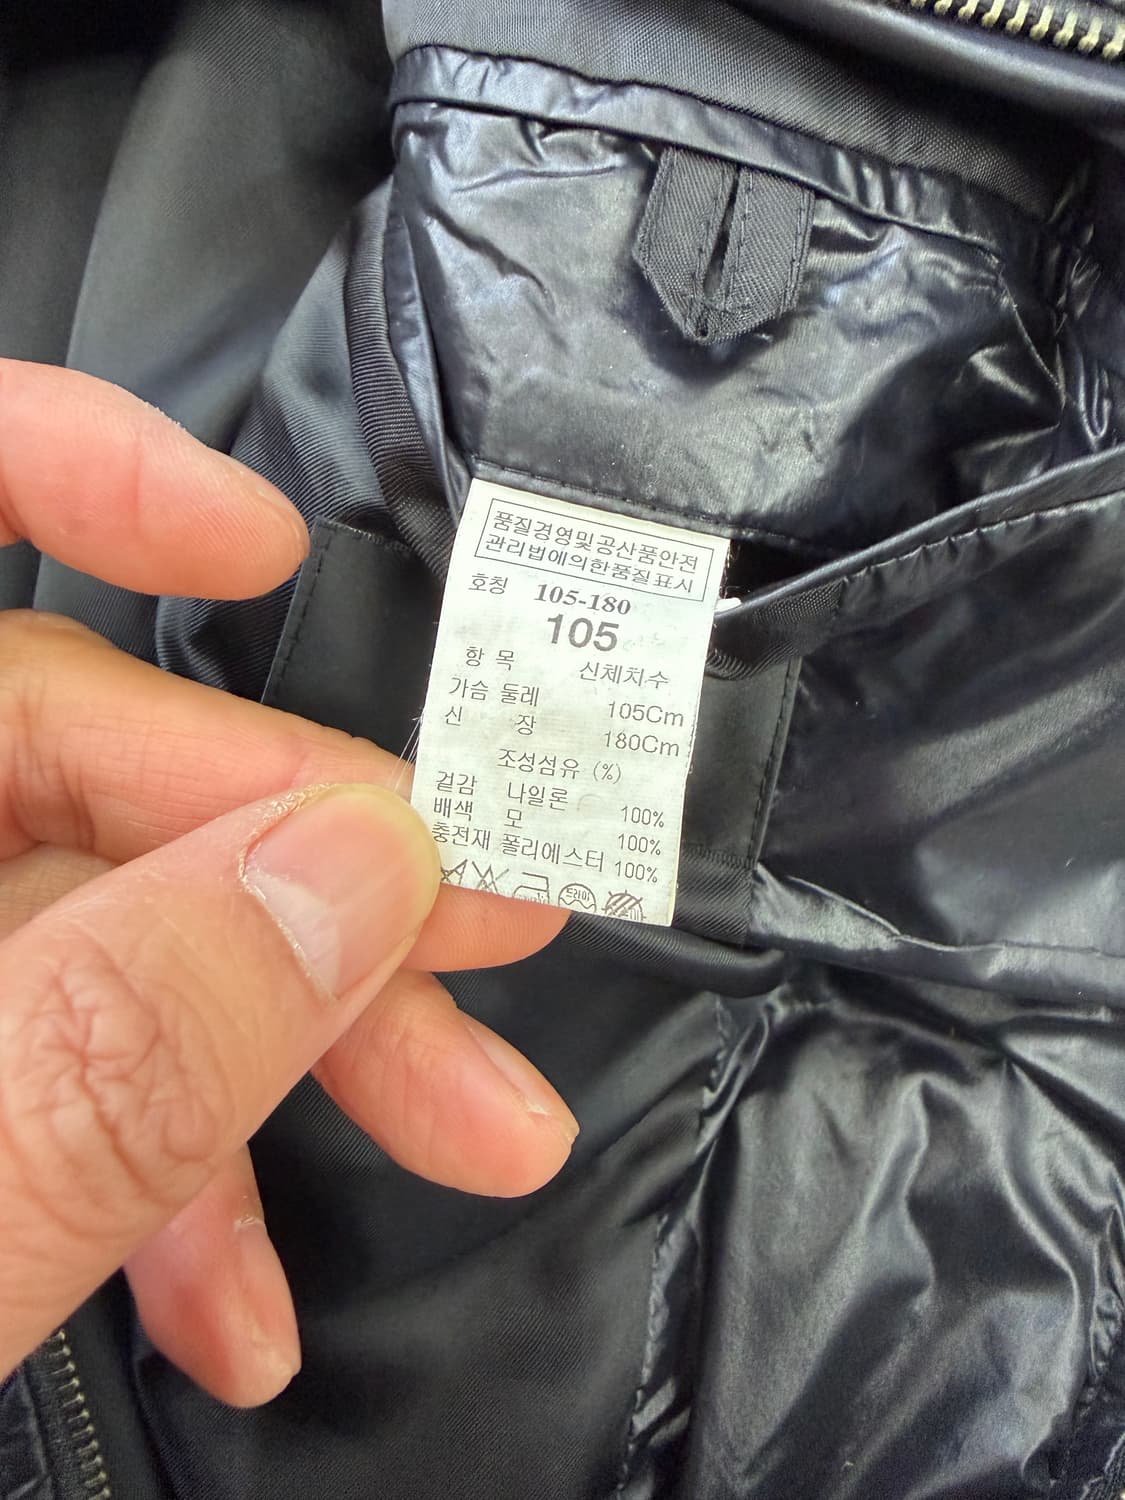 품질경영및공산품안전
관리법에의한품질표시
호칭 105-180
105
항 목 신체치수
가슴 둘레 105Cm
신 장 180Cm
조성섬유 (%)
겉감 나일론 100%
배색 모 100%
충전재 폴리에스터 100%
드라이